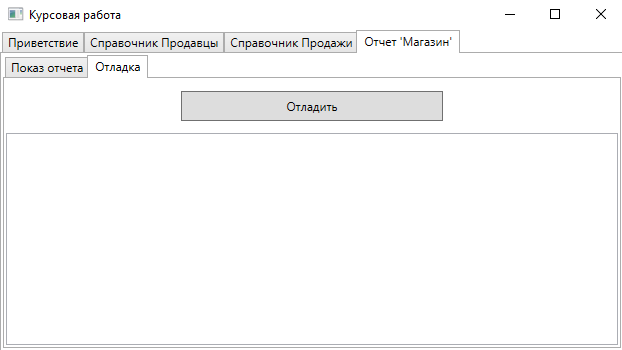 Курсовая работа
Приветствие Справочник Продавцы Справочник Продажи Отчет 'Магазин'
Показ отчета Отладка
Отладить